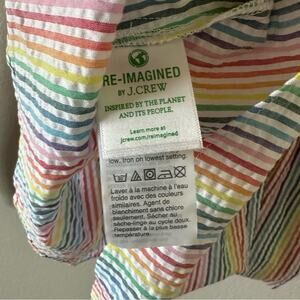 RE-IMAGINED
BY J.CREW
INSPIRED BY THE PLANET
AND ITS PEOPLE.
Learn more at
jcrew.com/reimagined
low. Iron on lowest setting.
Laver à la machine à l'eau
froide avec des couleurs
similaires. Agent de
blanchiment sans chlore
seulement. Sécher au
sèche-linge au cycle doux.
Repasser à la plus basse
température.